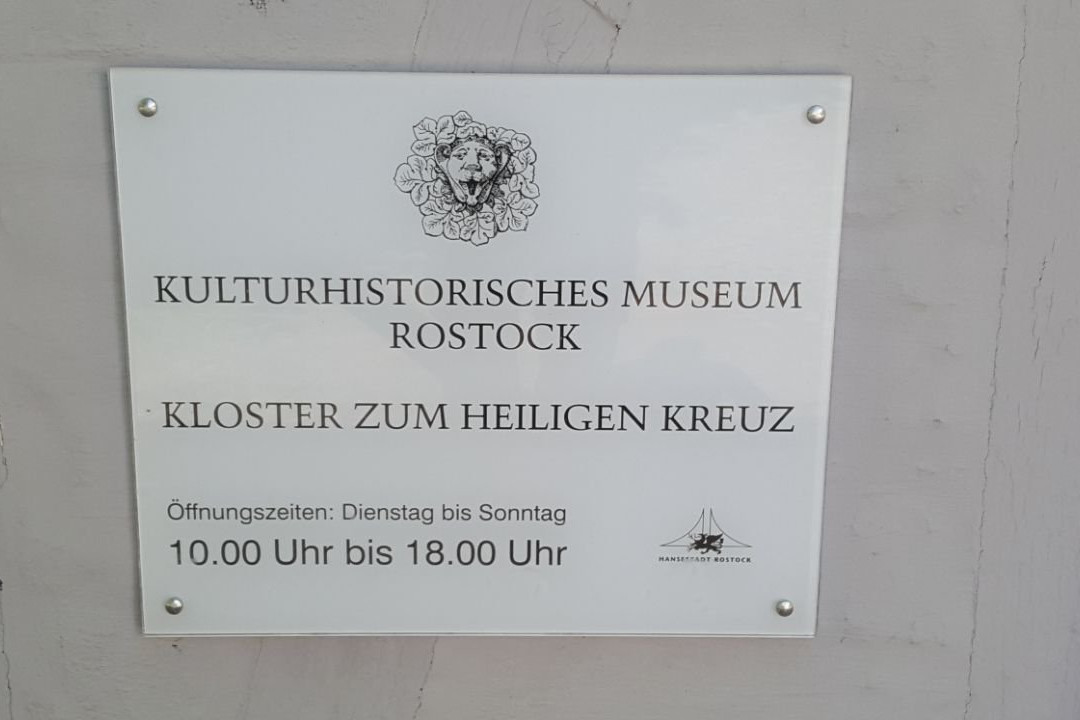 KULTURHISTORISCHES MUSEUM
ROSTOCK
KLOSTER ZUM HEILIGEN KREUZ
Öffnungszeiten: Dienstag bis Sonntag
10.00 Uhr bis 18.00 Uhr
HANSESTADT ROSTOCK